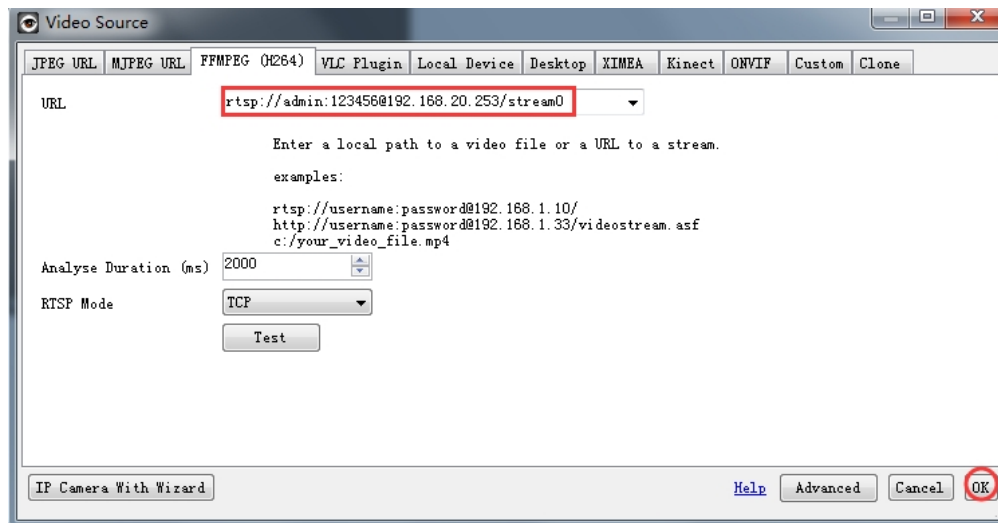 Video Source
JPEG URL MJPEG URL FFMPEG (H264) VLC Plugin Local Device Desktop XIMEA Kinect ONVIF Custom Clone
URL rtsp://admin:123456@192.168.20.253/stream0
Enter a local path to a video file or a URL to a stream.
examples:
rtsp://username:password@192.168.1.10/
http://username:password@192.168.1.33/videostream.asf
c:/your_video_file.mp4
Analyse Duration (ms) 2000
RTSP Mode TCP
Test
IP Camera With Wizard Help Advanced Cancel OK